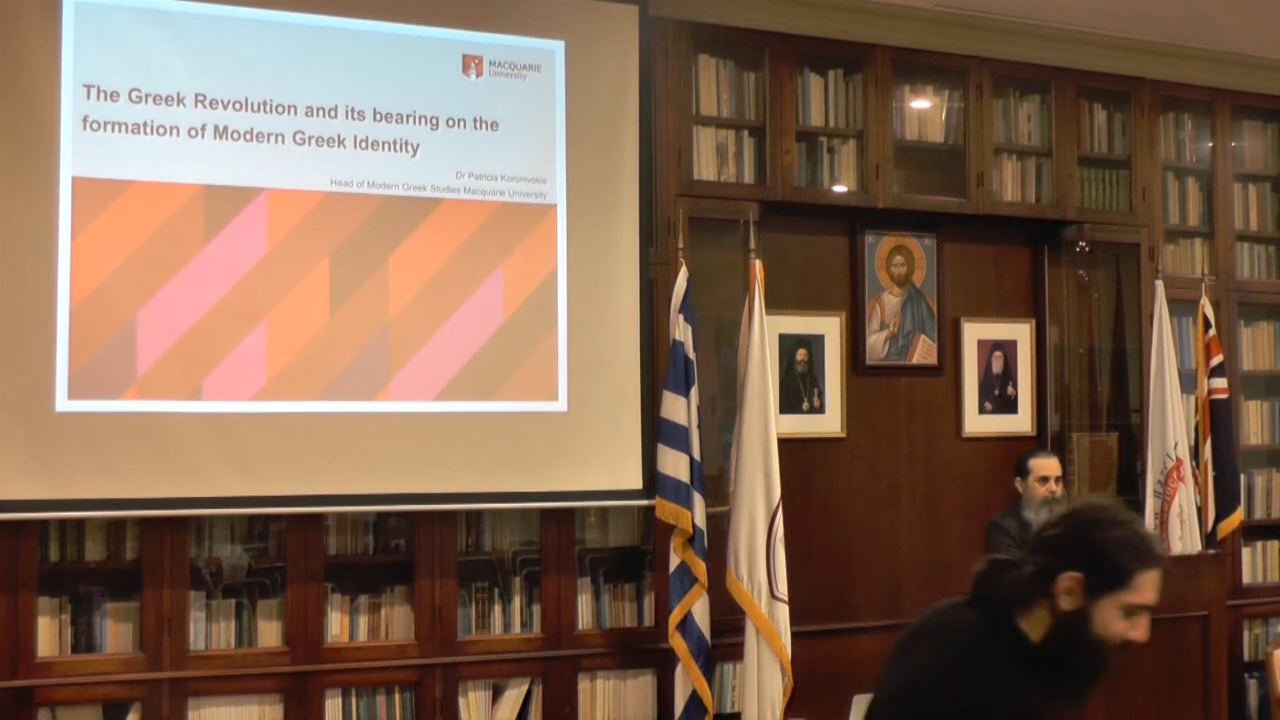 MACQUARIE
University
The Greek Revolution and its bearing on the
formation of Modern Greek Identity
Dr Patricia Koromvokis
Head of Modern Greek Studies Macquarie University